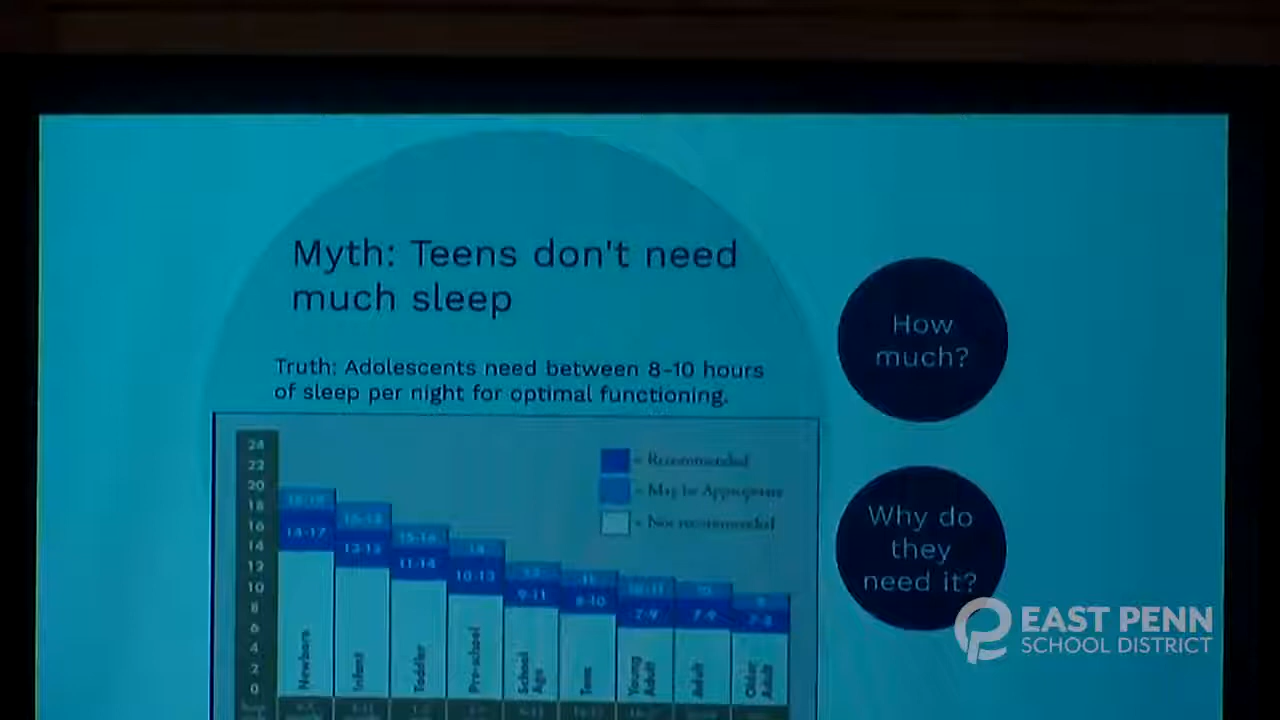 Myth: Teens don't need
much sleep
Truth: Adolescents need between 8-10 hours
of sleep per night for optimal functioning.
How
much?
Why do
they
need it?
24
22
20
18
16
14
12
10
8
6
4
2
0
= Recommended
= May be Appropriate
= Not recommended
14-17
Newborn
Infant
11-14
Toddler
10-13
Pre-school
9-11
School
Age
8-10
Teen
7-9
Young
Adult
7-9
Adult
Older
Adult
EAST PENN
SCHOOL DISTRICT